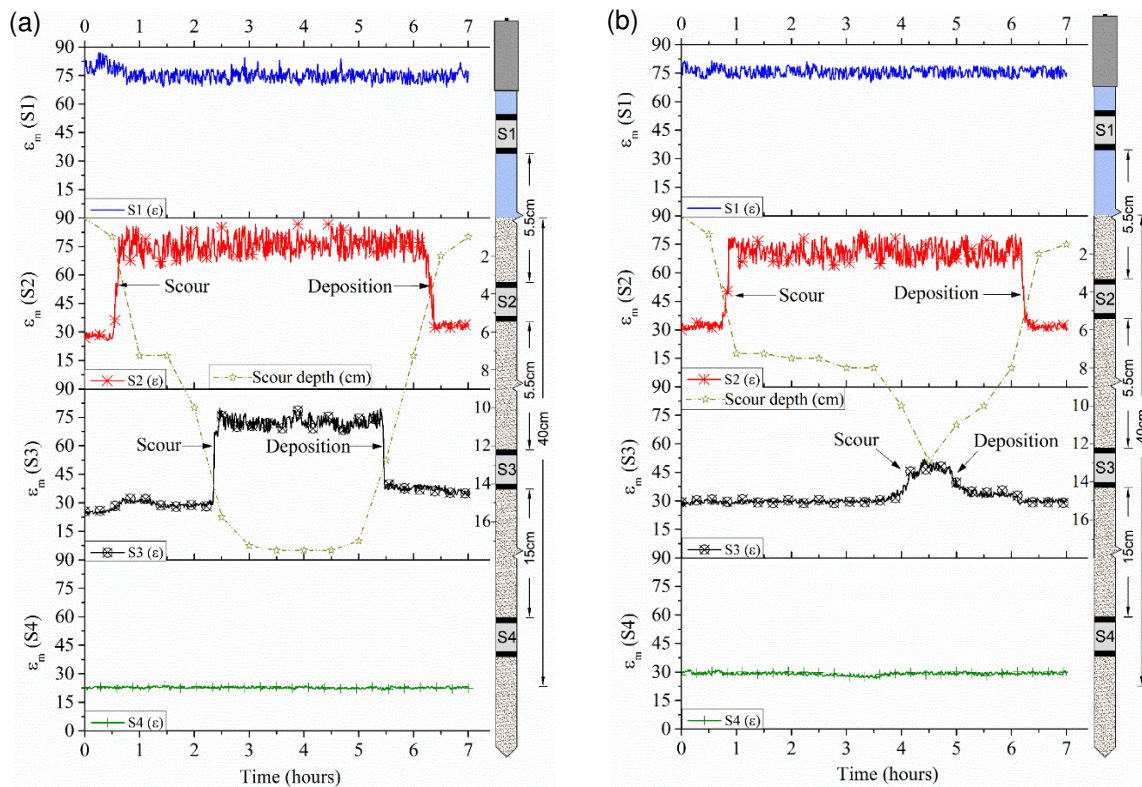 (a)
0 1 2 3 4 5 6 7
90
75
60
45
30
15
ε_m (S1)
S1 (ε)
90
75
60
45
30
15
ε_m (S2)
Scour
Deposition
S2 (ε)
Scour depth (cm)
90
75
60
45
30
15
ε_m (S3)
Scour
Deposition
S3 (ε)
90
75
60
45
30
15
0
ε_m (S4)
S4 (ε)
0 1 2 3 4 5 6 7
Time (hours)
2
4
6
8
10
12
14
16
S1
S2
S3
S4
5.5cm
5.5cm
15cm
40cm
(b)
0 1 2 3 4 5 6 7
90
75
60
45
30
15
ε_m (S1)
S1 (ε)
90
75
60
45
30
15
ε_m (S2)
Scour
Deposition
S2 (ε)
Scour depth (cm)
90
75
60
45
30
15
ε_m (S3)
Scour
Deposition
S3 (ε)
90
75
60
45
30
15
0
ε_m (S4)
S4 (ε)
0 1 2 3 4 5 6 7
Time (hours)
2
4
6
8
10
12
14
16
S1
S2
S3
S4
5.5cm
5.5cm
15cm
40cm